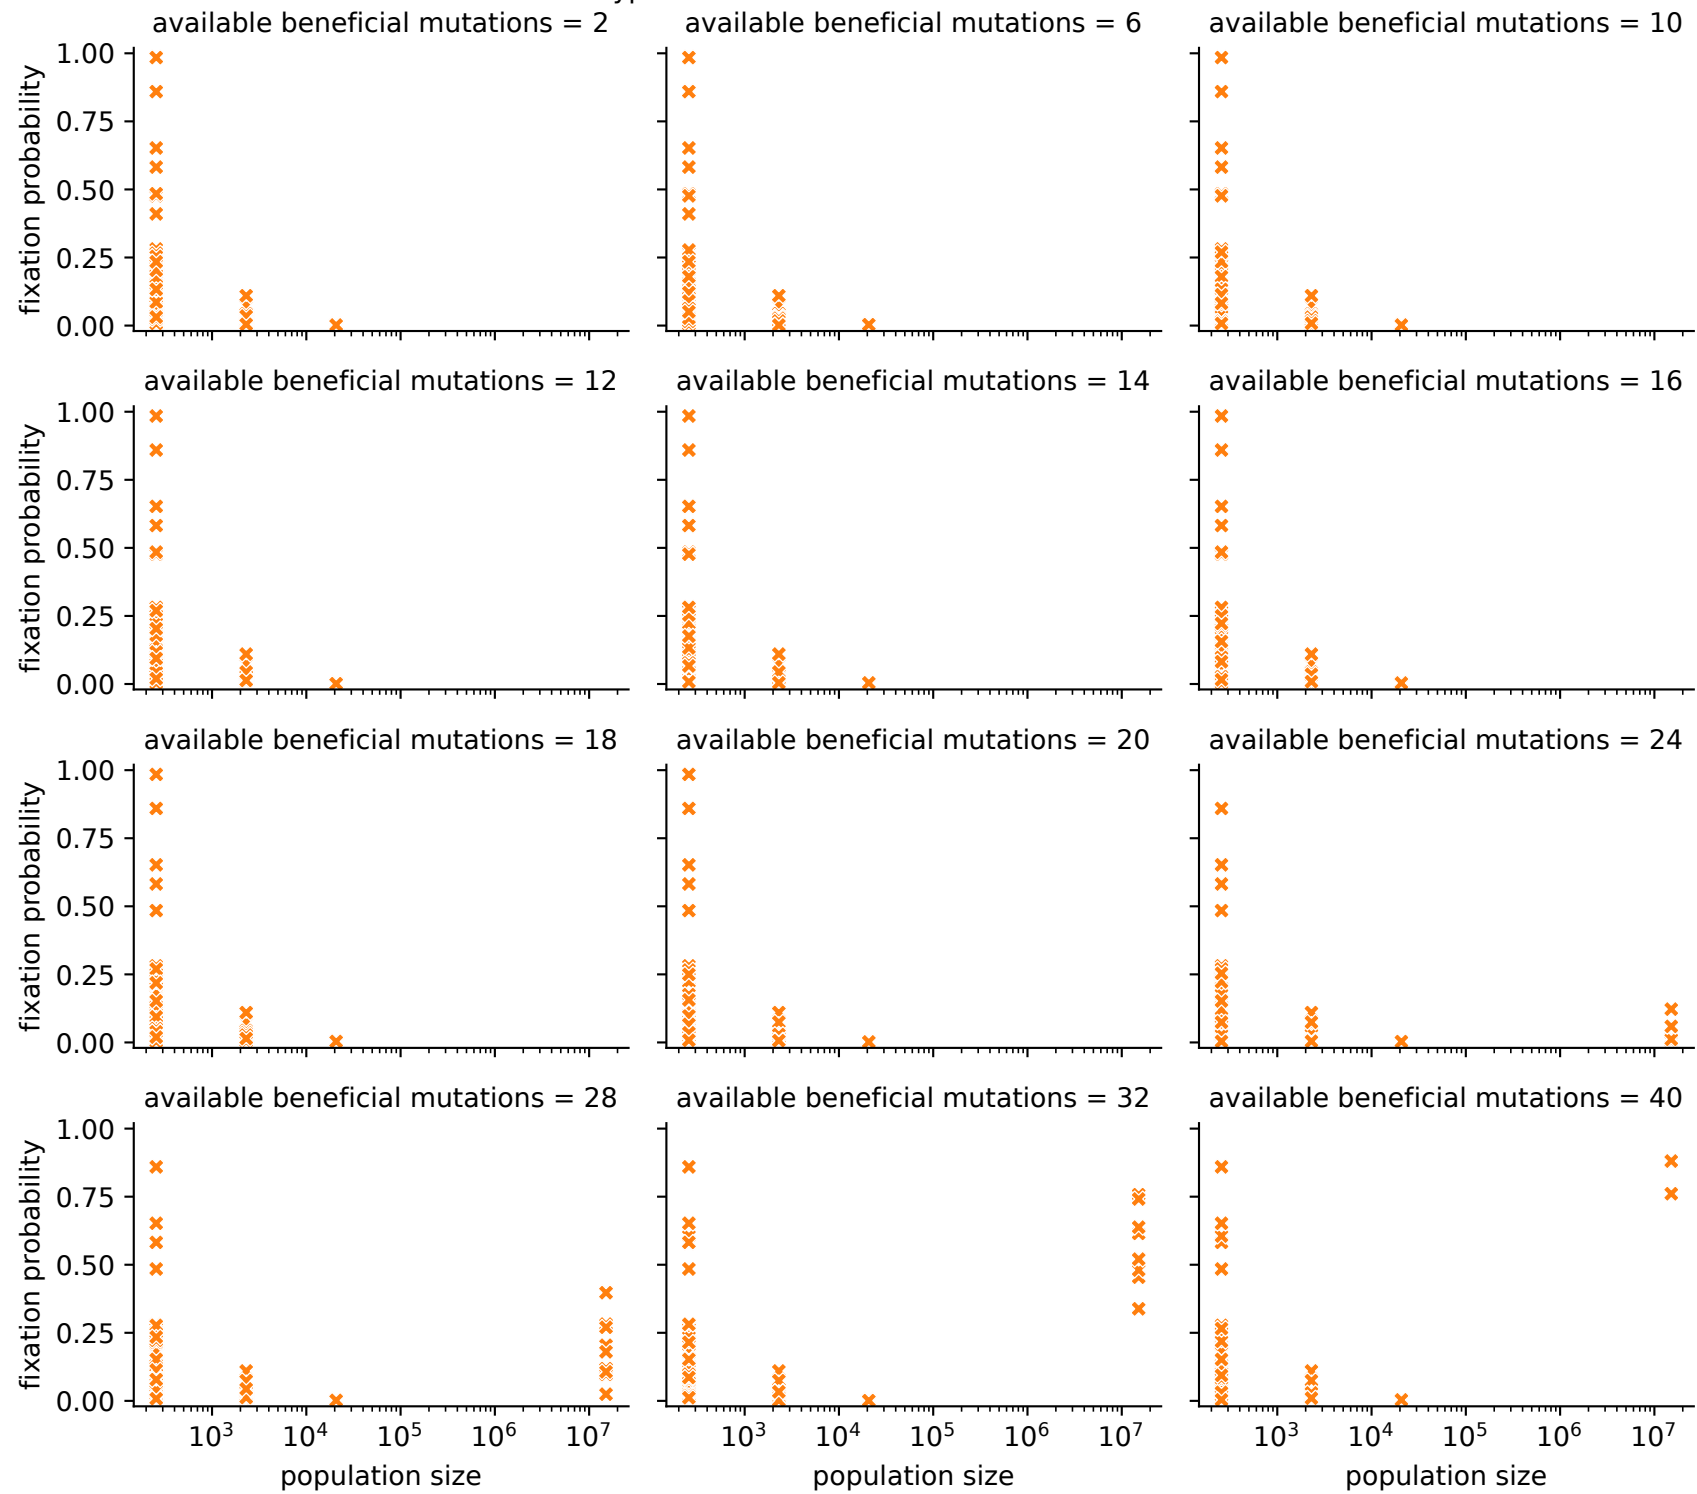 available beneficial mutations = 2
available beneficial mutations = 6
available beneficial mutations = 10
fixation probability
1.00
0.75
0.50
0.25
0.00
available beneficial mutations = 12
available beneficial mutations = 14
available beneficial mutations = 16
fixation probability
1.00
0.75
0.50
0.25
0.00
available beneficial mutations = 18
available beneficial mutations = 20
available beneficial mutations = 24
fixation probability
1.00
0.75
0.50
0.25
0.00
available beneficial mutations = 28
available beneficial mutations = 32
available beneficial mutations = 40
fixation probability
1.00
0.75
0.50
0.25
0.00
10³ 10⁴ 10⁵ 10⁶ 10⁷
10³ 10⁴ 10⁵ 10⁶ 10⁷
10³ 10⁴ 10⁵ 10⁶ 10⁷
population size
population size
population size